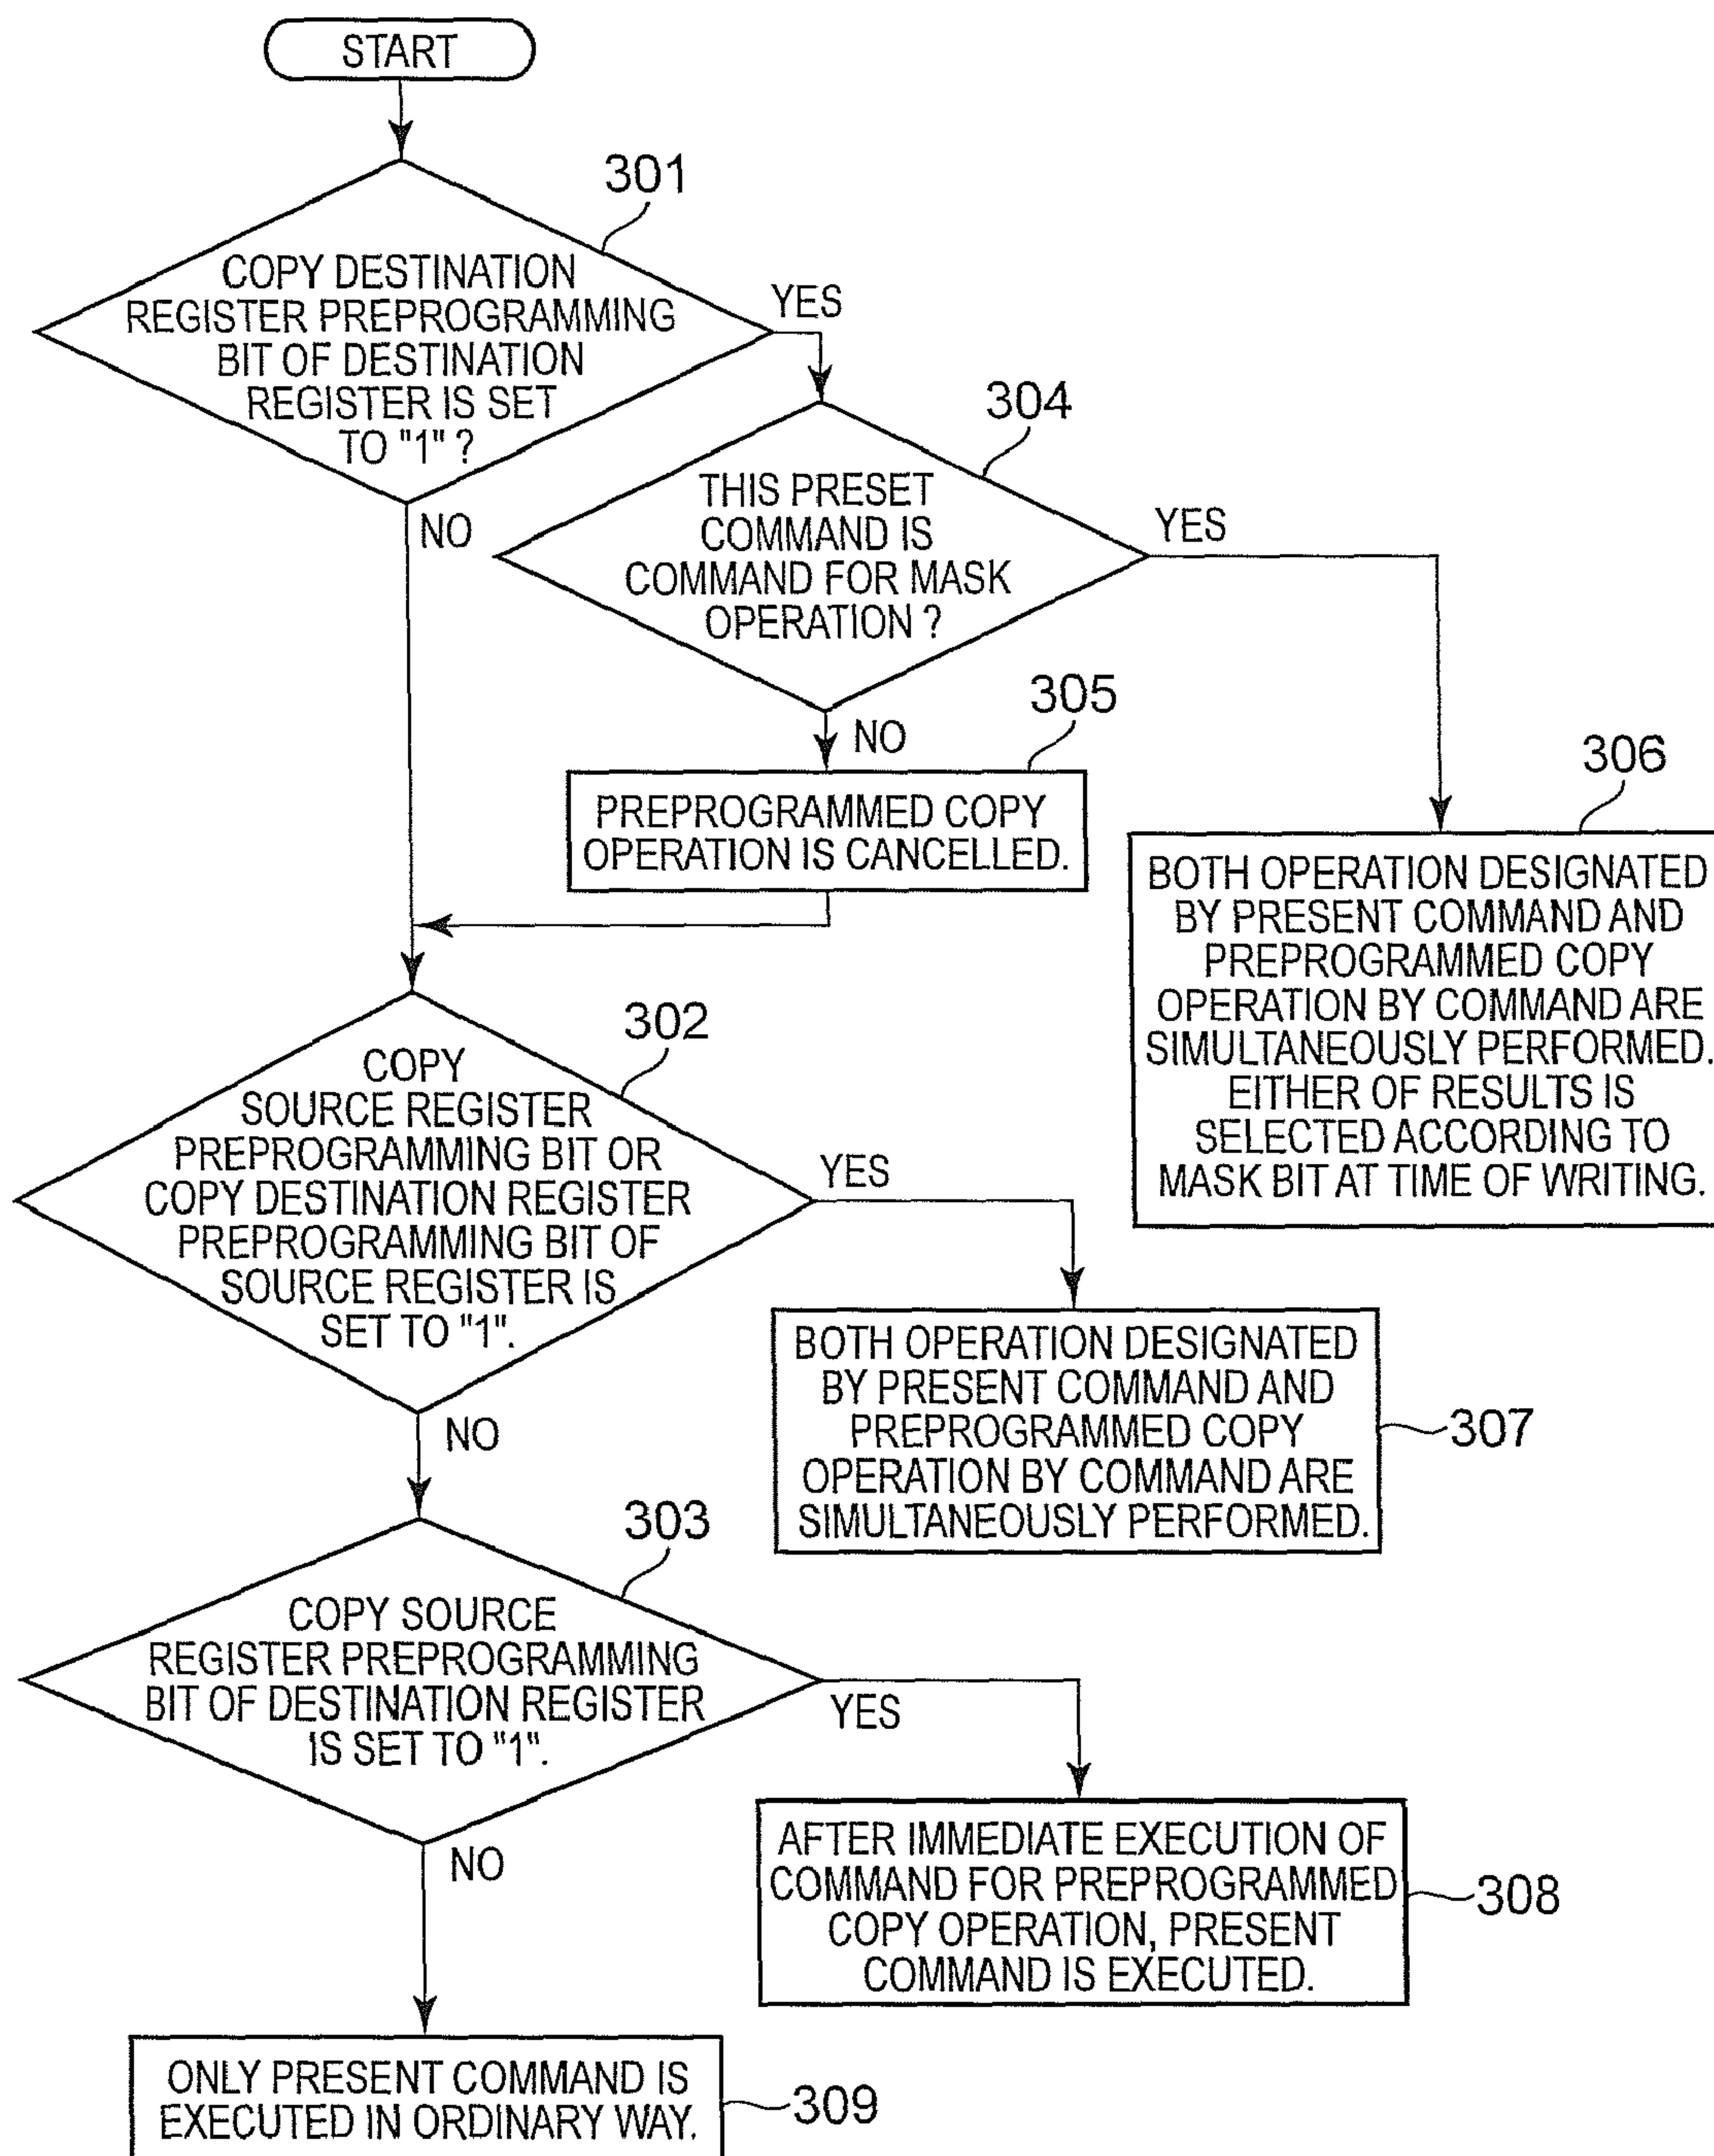 START
301
COPY DESTINATION
REGISTER PREPROGRAMMING
BIT OF DESTINATION
REGISTER IS SET
TO "1" ?
YES
NO
304
THIS PRESET
COMMAND IS
COMMAND FOR MASK
OPERATION ?
YES
NO
305
PREPROGRAMMED COPY
OPERATION IS CANCELLED.
306
BOTH OPERATION DESIGNATED
BY PRESENT COMMAND AND
PREPROGRAMMED COPY
OPERATION BY COMMAND ARE
SIMULTANEOUSLY PERFORMED.
EITHER OF RESULTS IS
SELECTED ACCORDING TO
MASK BIT AT TIME OF WRITING.
302
COPY
SOURCE REGISTER
PREPROGRAMMING BIT OR
COPY DESTINATION REGISTER
PREPROGRAMMING BIT OF
SOURCE REGISTER IS
SET TO "1".
YES
NO
BOTH OPERATION DESIGNATED
BY PRESENT COMMAND AND
PREPROGRAMMED COPY
OPERATION BY COMMAND ARE
SIMULTANEOUSLY PERFORMED.
307
303
COPY SOURCE
REGISTER PREPROGRAMMING
BIT OF DESTINATION REGISTER
IS SET TO "1".
YES
NO
AFTER IMMEDIATE EXECUTION OF
COMMAND FOR PREPROGRAMMED
COPY OPERATION, PRESENT
COMMAND IS EXECUTED.
308
ONLY PRESENT COMMAND IS
EXECUTED IN ORDINARY WAY.
309